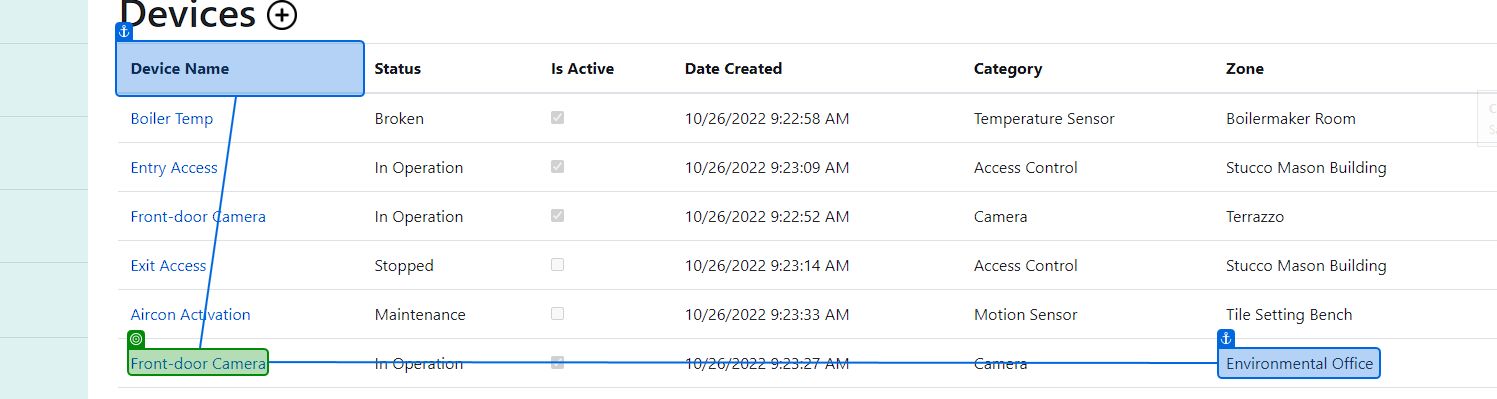 Devices
Device Name Status Is Active Date Created Category Zone
Boiler Temp Broken 10/26/2022 9:22:58 AM Temperature Sensor Boilermaker Room
Entry Access In Operation 10/26/2022 9:23:09 AM Access Control Stucco Mason Building
Front-door Camera In Operation 10/26/2022 9:22:52 AM Camera Terrazzo
Exit Access Stopped 10/26/2022 9:23:14 AM Access Control Stucco Mason Building
Aircon Activation Maintenance 10/26/2022 9:23:33 AM Motion Sensor Tile Setting Bench
Front-door Camera In Operation 10/26/2022 9:23:27 AM Camera Environmental Office